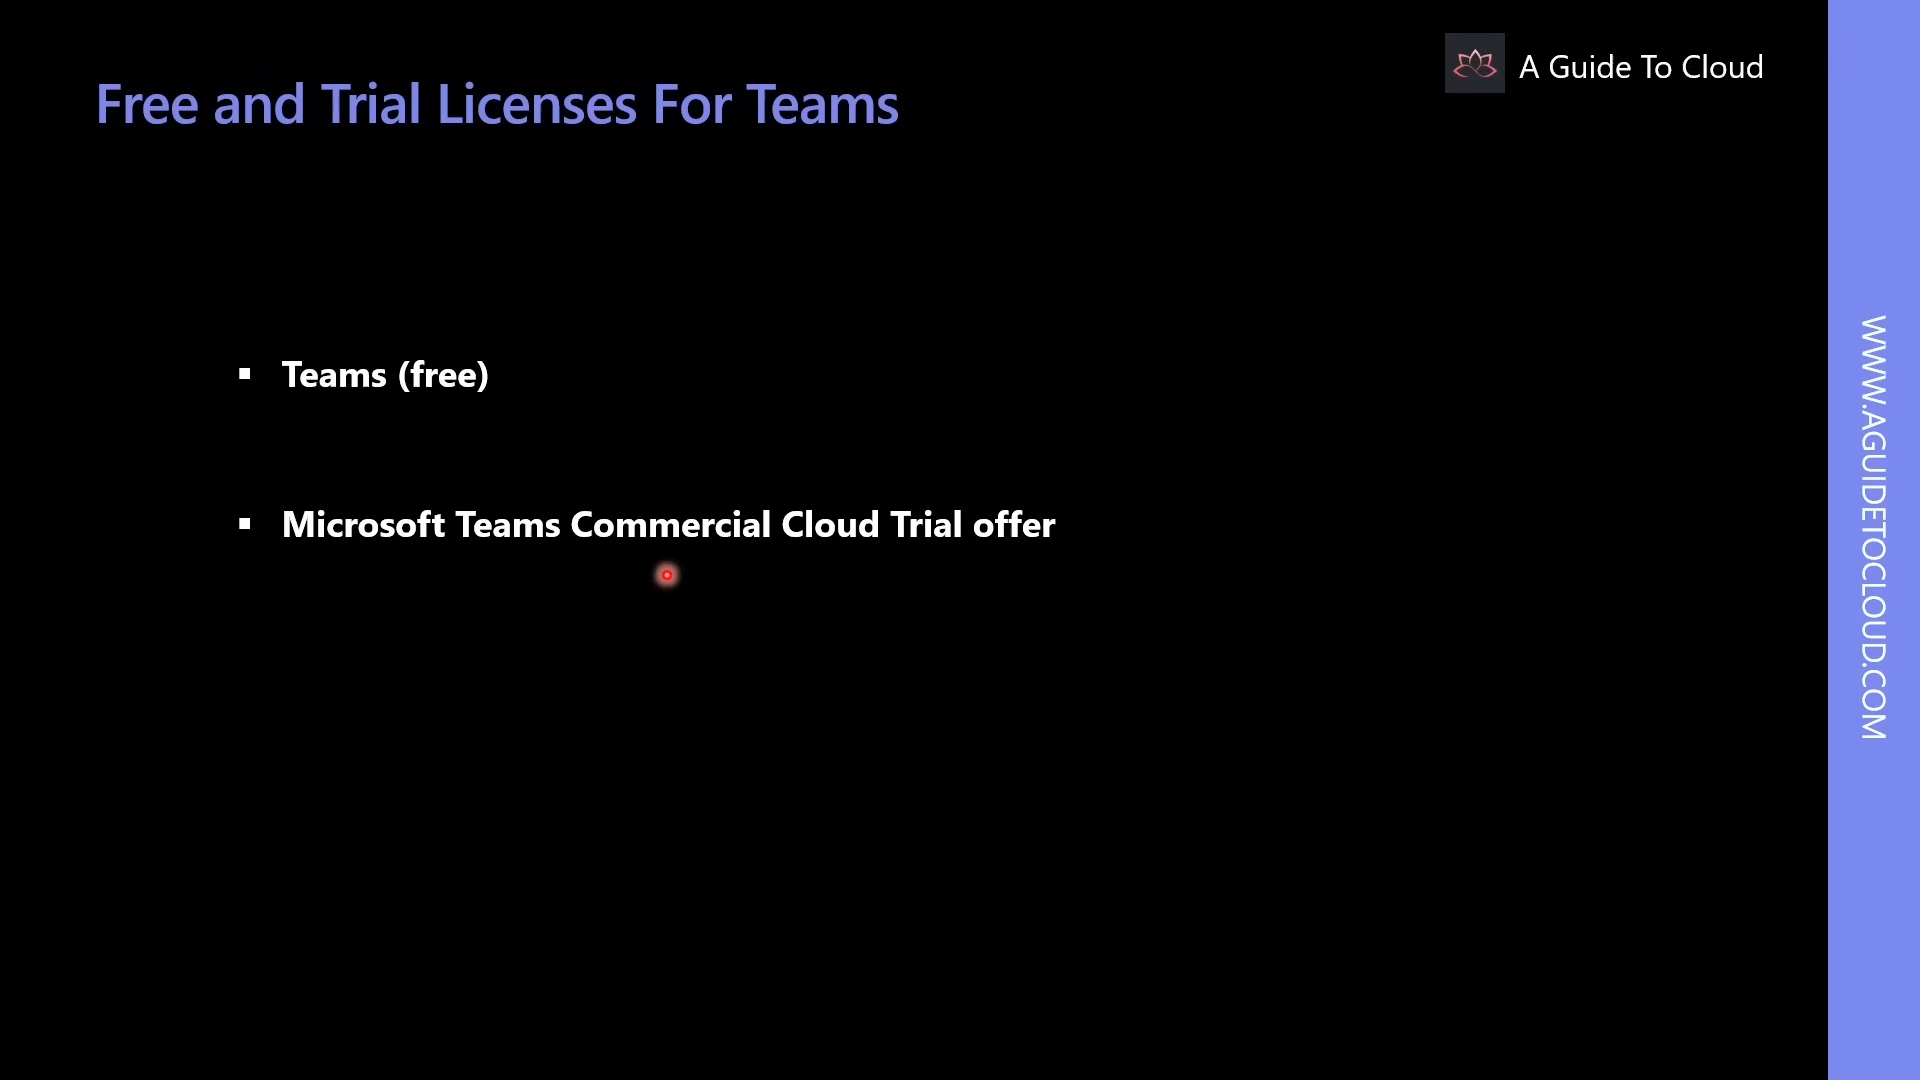 A Guide To Cloud
Free and Trial Licenses For Teams
▪ Teams (free)
▪ Microsoft Teams Commercial Cloud Trial offer
WWW.AGUIDETOCLOUD.COM